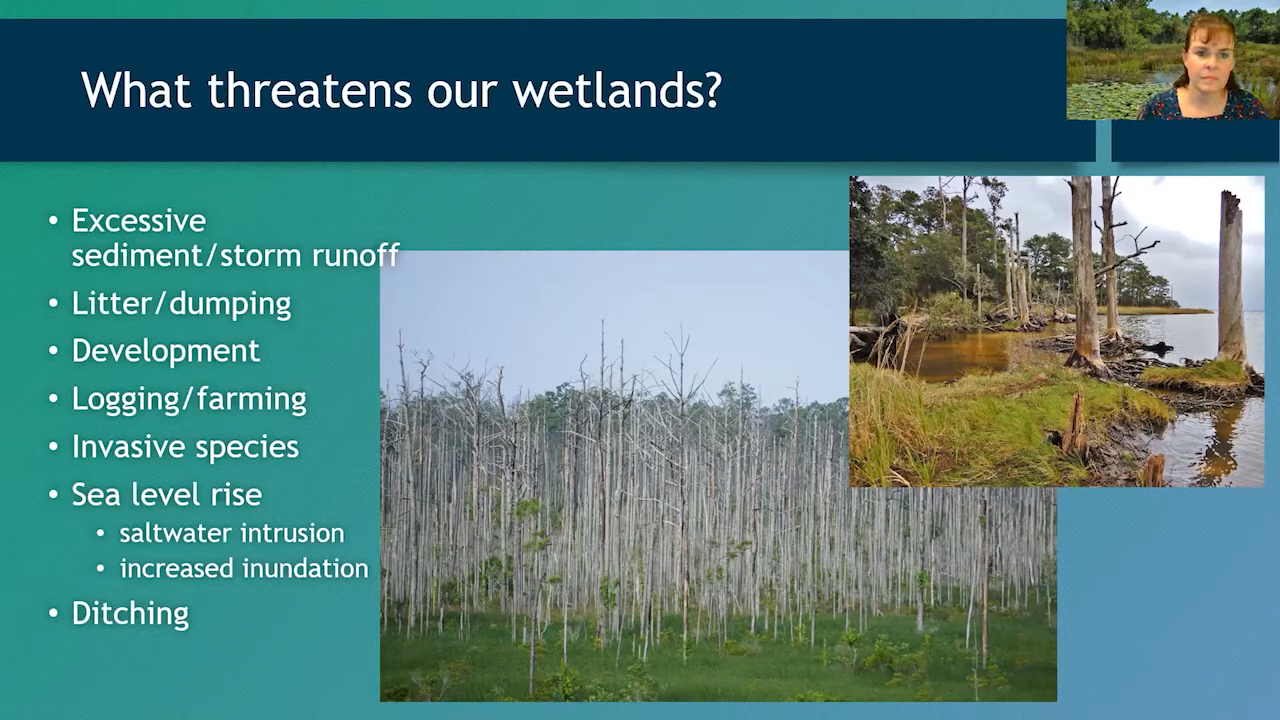 What threatens our wetlands?
• Excessive
sediment/storm runoff
• Litter/dumping
• Development
• Logging/farming
• Invasive species
• Sea level rise
• saltwater intrusion
• increased inundation
• Ditching